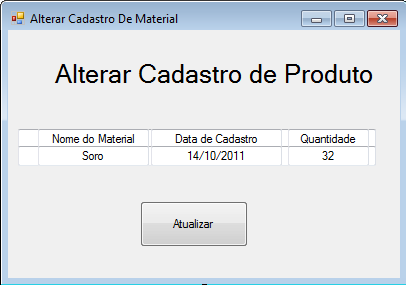 Alterar Cadastro De Material
Alterar Cadastro de Produto
Nome do Material Data de Cadastro Quantidade
Soro 14/10/2011 32
Atualizar